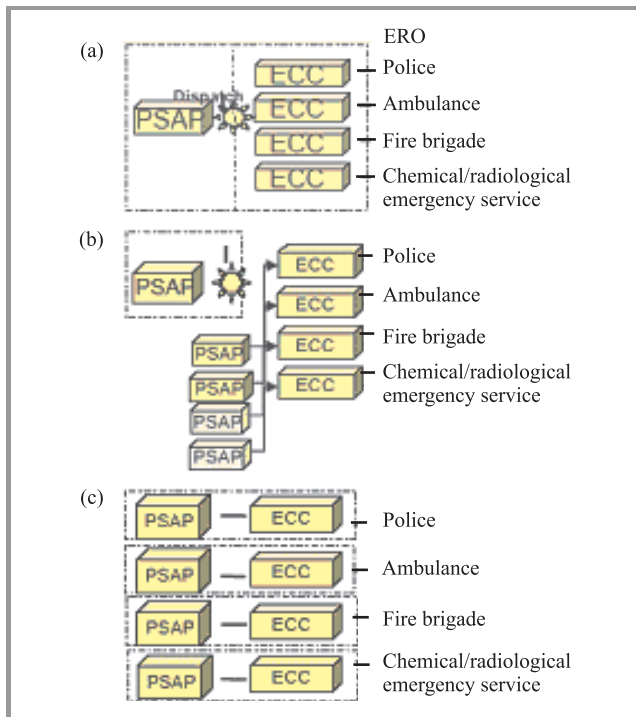 (a)
ERO
Dispatch
PSAP
ECC
Police
ECC
Ambulance
ECC
Fire brigade
ECC
Chemical/radiological
emergency service
(b)
I
PSAP
ECC
Police
ECC
Ambulance
PSAP
ECC
Fire brigade
PSAP
ECC
Chemical/radiological
emergency service
PSAP
PSAP
(c)
PSAP
ECC
Police
PSAP
ECC
Ambulance
PSAP
ECC
Fire brigade
PSAP
ECC
Chemical/radiological
emergency service